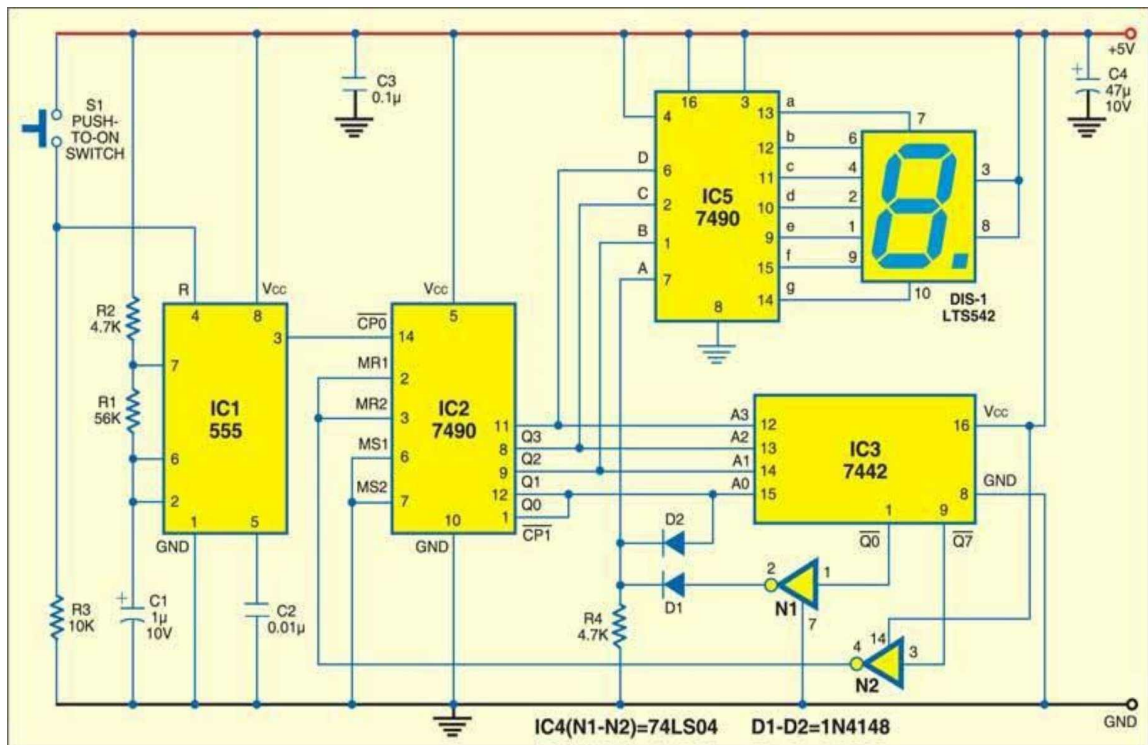 +5V
S1
PUSH-
TO-ON
SWITCH
C3
0.1µ
C4
+
47µ
10V
16
3
4
a
13
7
b
12
6
c
11
4
3
d
10
2
e
9
1
8
f
15
9
g
14
10
D
6
C
2
B
1
A
7
IC5
7490
8
DIS-1
LTS542
R
Vcc
4
8
3
R2
4.7K
7
R1
56K
IC1
555
6
2
1
5
GND
Vcc
5
CP0
14
MR1
2
MR2
3
MS1
6
MS2
7
IC2
7490
11
Q3
8
Q2
9
Q1
12
Q0
1
CP1
10
GND
A3
12
A2
13
A1
14
A0
15
IC3
7442
Vcc
16
GND
8
1
9
Q0
Q7
D2
D1
2
1
N1
7
R4
4.7K
14
4
3
N2
R3
10K
+
C1
1µ
10V
C2
0.01µ
GND
IC4(N1-N2)=74LS04 D1-D2=1N4148